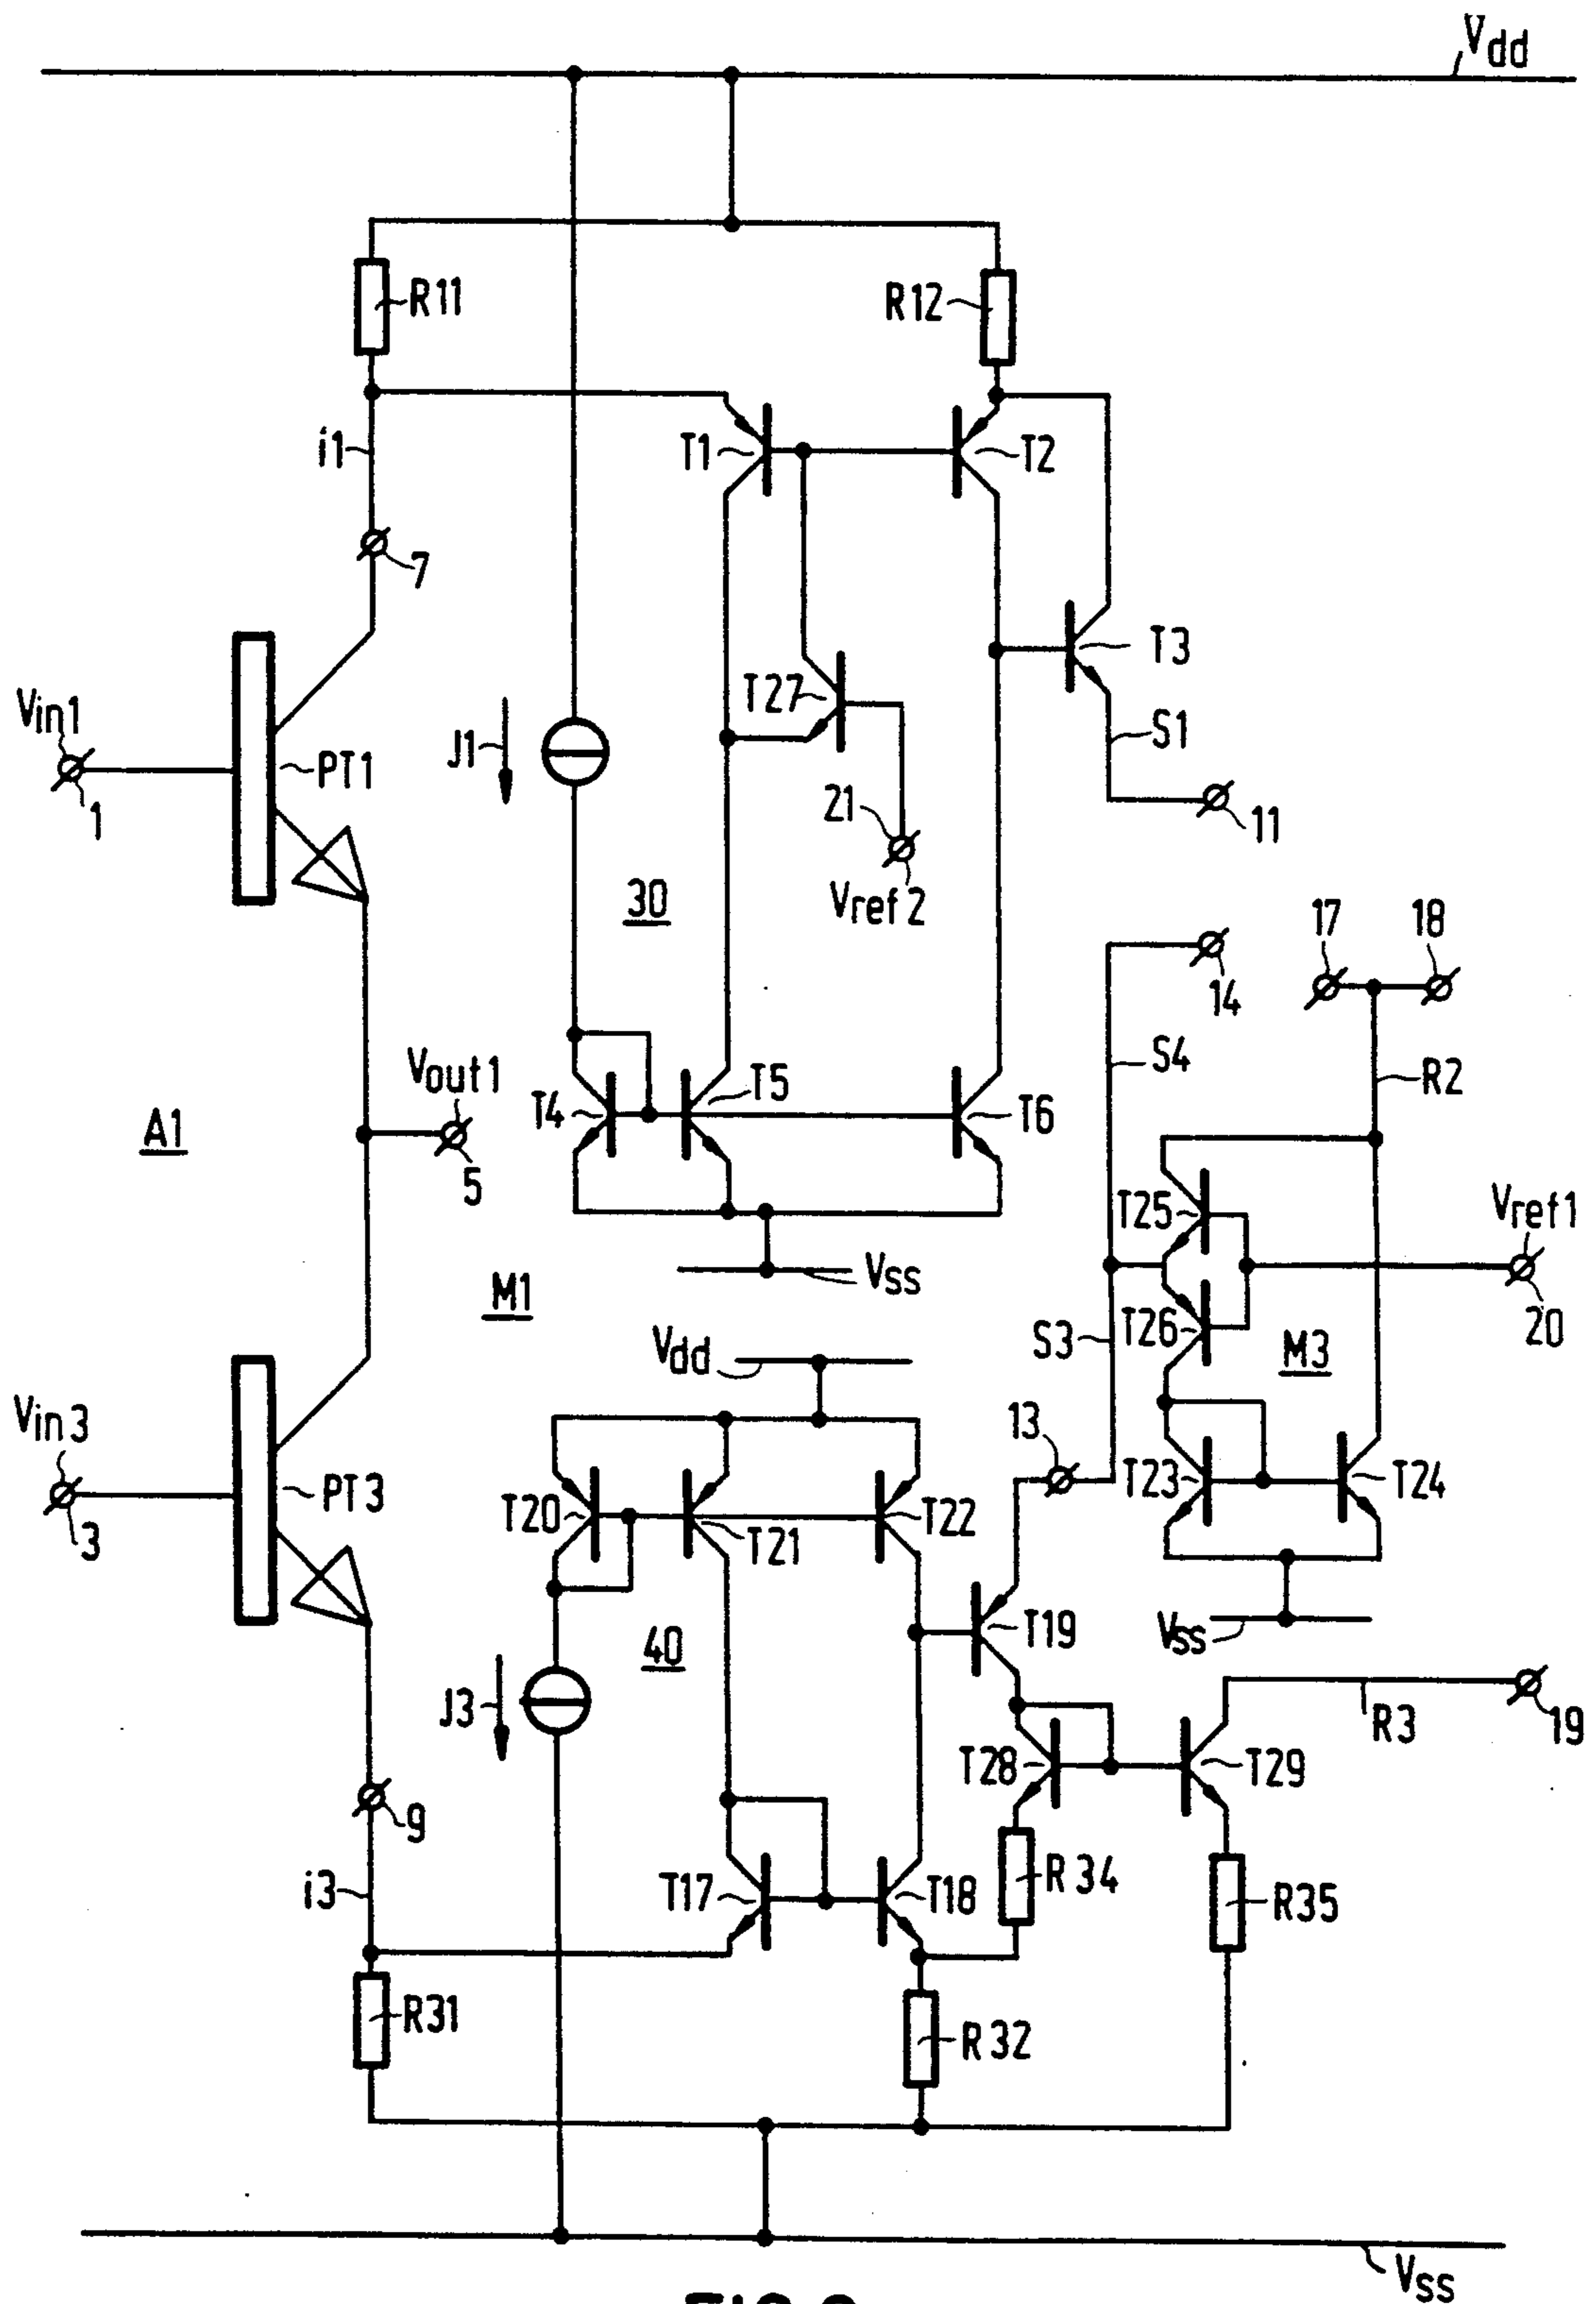 Vdd
R11
R12
i1
T1
T2
7
T27
T3
Vin1
J1
S1
PT1
21
1
11
30
Vref2
17
18
14
S4
Vout1
R2
T4
T5
T6
A1
5
T25
Vref1
Vss
M1
S3
T26
20
Vdd
M3
Vin3
13
T23
T24
PT3
T20
T21
T22
3
T19
Vss
40
J3
R3
19
T28
T29
9
i3
T17
T18
R34
R35
R31
R32
Vss